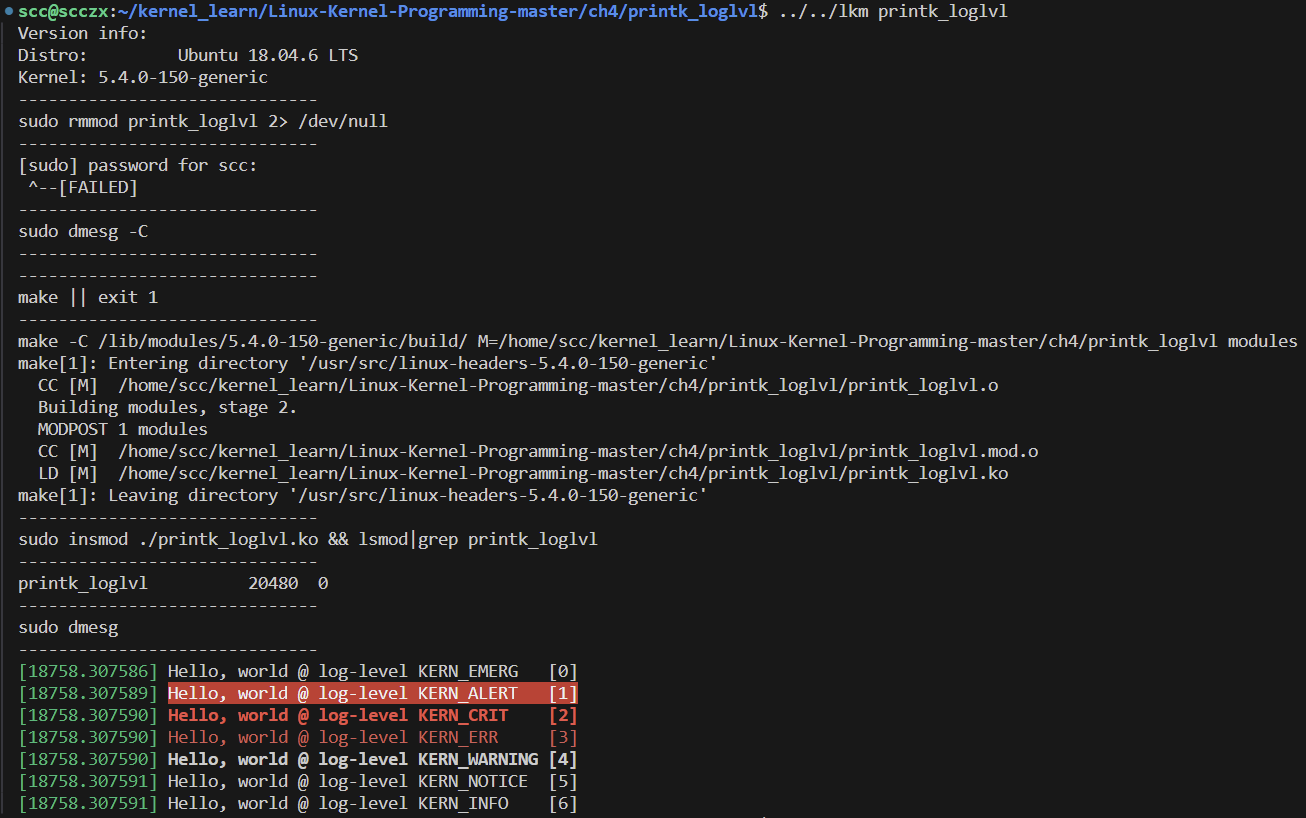 scc@scczx:~/kernel_learn/Linux-Kernel-Programming-master/ch4/printk_loglvl$ ../../lkm printk_loglvl
Version info:
Distro:         Ubuntu 18.04.6 LTS
Kernel: 5.4.0-150-generic
------------------------------
sudo rmmod printk_loglvl 2> /dev/null
------------------------------
[sudo] password for scc:
 ^--[FAILED]
------------------------------
sudo dmesg -C
------------------------------
------------------------------
make || exit 1
------------------------------
make -C /lib/modules/5.4.0-150-generic/build/ M=/home/scc/kernel_learn/Linux-Kernel-Programming-master/ch4/printk_loglvl modules
make[1]: Entering directory '/usr/src/linux-headers-5.4.0-150-generic'
  CC [M]  /home/scc/kernel_learn/Linux-Kernel-Programming-master/ch4/printk_loglvl/printk_loglvl.o
  Building modules, stage 2.
  MODPOST 1 modules
  CC [M]  /home/scc/kernel_learn/Linux-Kernel-Programming-master/ch4/printk_loglvl/printk_loglvl.mod.o
  LD [M]  /home/scc/kernel_learn/Linux-Kernel-Programming-master/ch4/printk_loglvl/printk_loglvl.ko
make[1]: Leaving directory '/usr/src/linux-headers-5.4.0-150-generic'
------------------------------
sudo insmod ./printk_loglvl.ko && lsmod|grep printk_loglvl
------------------------------
printk_loglvl          20480  0
------------------------------
sudo dmesg
------------------------------
[18758.307586] Hello, world @ log-level KERN_EMERG   [0]
[18758.307589] Hello, world @ log-level KERN_ALERT   [1]
[18758.307590] Hello, world @ log-level KERN_CRIT    [2]
[18758.307590] Hello, world @ log-level KERN_ERR     [3]
[18758.307590] Hello, world @ log-level KERN_WARNING [4]
[18758.307591] Hello, world @ log-level KERN_NOTICE  [5]
[18758.307591] Hello, world @ log-level KERN_INFO    [6]